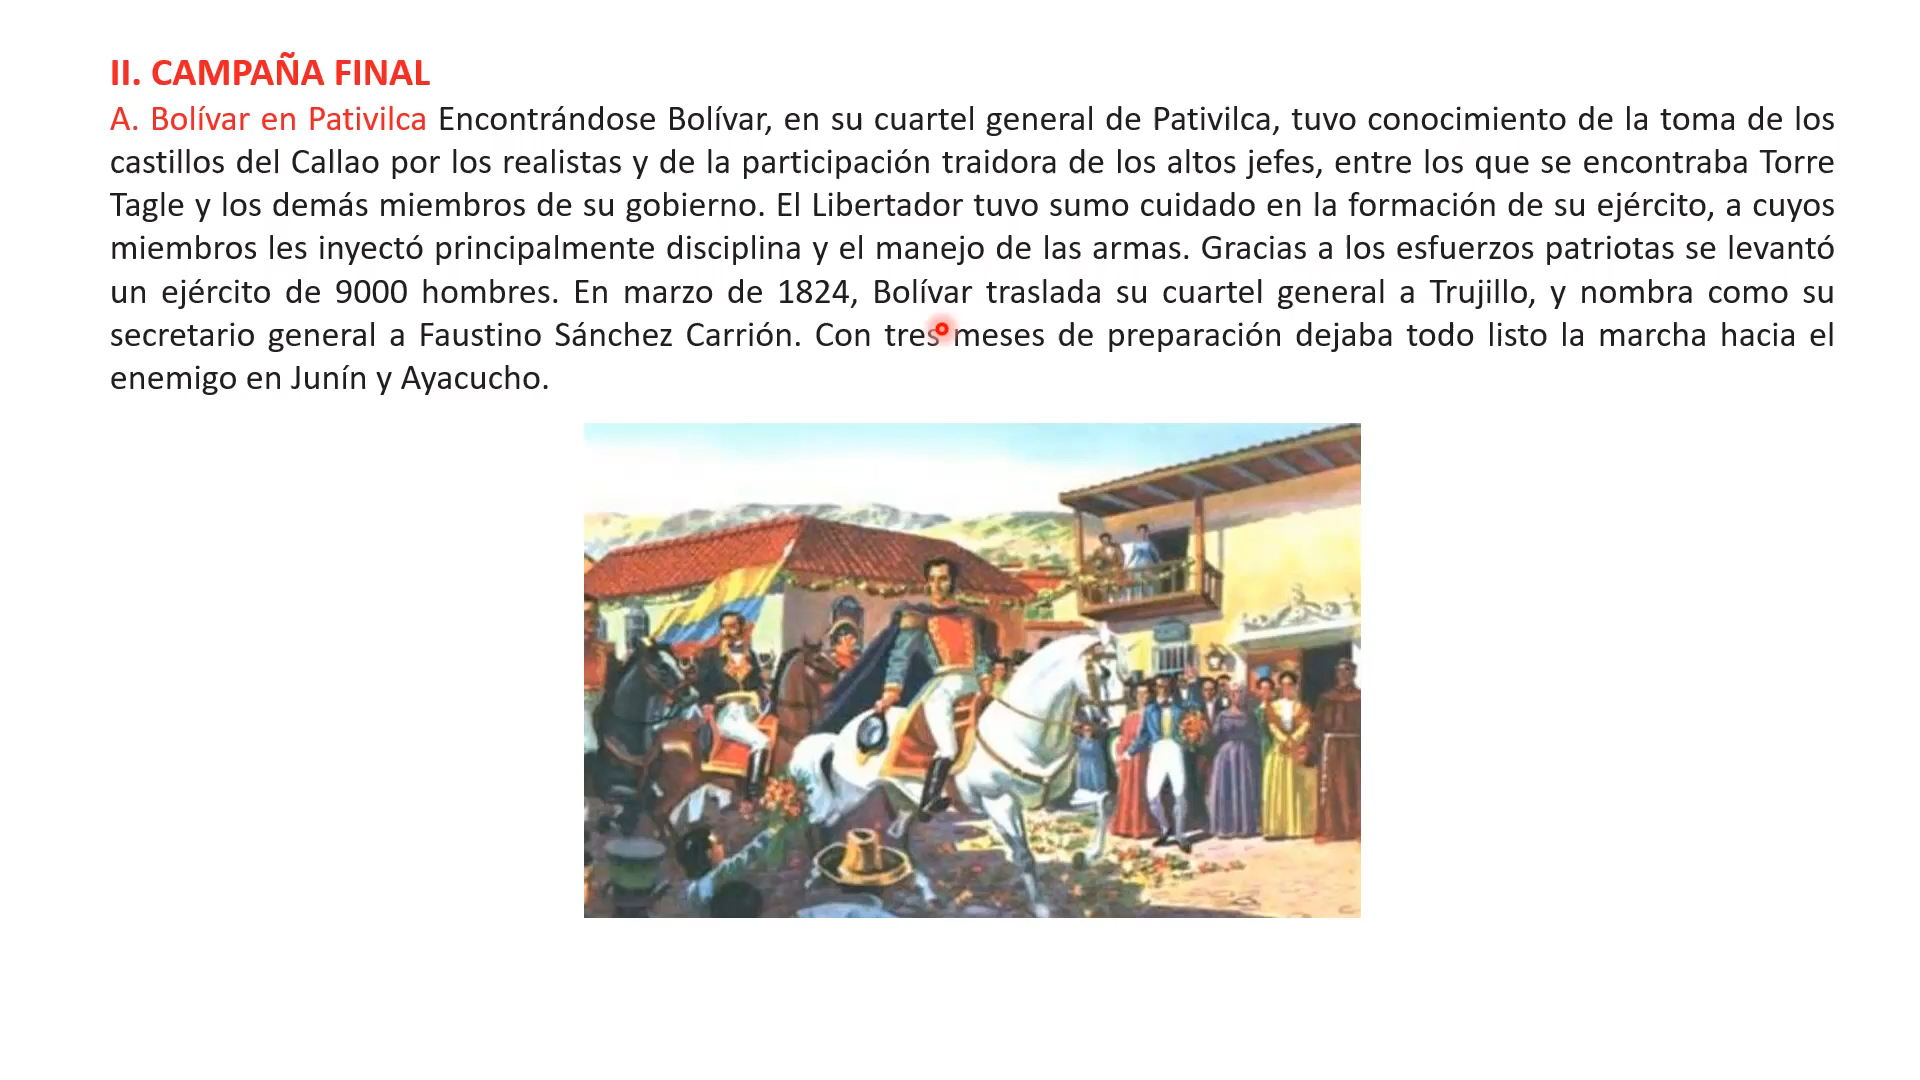 II. CAMPAÑA FINAL
A. Bolívar en Pativilca Encontrándose Bolívar, en su cuartel general de Pativilca, tuvo conocimiento de la toma de los
castillos del Callao por los realistas y de la participación traidora de los altos jefes, entre los que se encontraba Torre
Tagle y los demás miembros de su gobierno. El Libertador tuvo sumo cuidado en la formación de su ejército, a cuyos
miembros les inyectó principalmente disciplina y el manejo de las armas. Gracias a los esfuerzos patriotas se levantó
un ejército de 9000 hombres. En marzo de 1824, Bolívar traslada su cuartel general a Trujillo, y nombra como su
secretario general a Faustino Sánchez Carrión. Con tres meses de preparación dejaba todo listo la marcha hacia el
enemigo en Junín y Ayacucho.